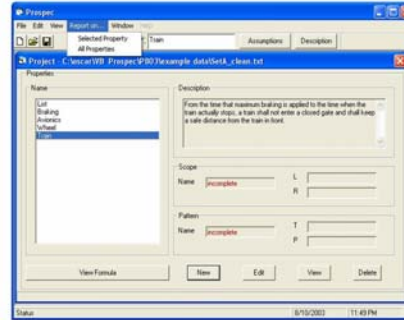 Prospec
File Edit View Report on... Window Help
Selected Property
All Properties
Train
Assumptions
Description
Project - C:\oscar\VB_Prospec\P003\example data\SetA_clean.txt
Properties
Name
List
Braking
Avionics
Wheel
Train
Description
From the time that maximum braking is applied to the time when the
train actually stops, a train shall not enter a closed gate and shall keep
a safe distance from the train in front.
Scope
Name
incomplete
L
R
Pattern
Name
incomplete
T
P
View Formula
New
Edit
View
Delete
Status
8/10/2003
11:49 PM